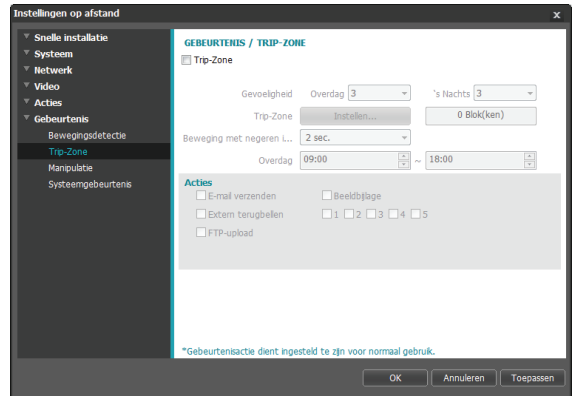 Instellingen op afstand x
Snelle installatie
Systeem
Netwerk
Video
Acties
Gebeurtenis
Bewegingsdetectie
Trip-Zone
Manipulatie
Systeemgebeurtenis
GEBEURTENIS / TRIP-ZONE
Trip-Zone
Gevoeligheid Overdag 3 's Nachts 3
Trip-Zone Instellen... 0 Blok(ken)
Beweging met negeren i... 2 sec.
Overdag 09:00 ~ 18:00
Acties
E-mail verzenden Beeldbijlage
Extern terugbellen 1 2 3 4 5
FTP-upload
*Gebeurtenisactie dient ingesteld te zijn voor normaal gebruik.
OK Annuleren Toepassen